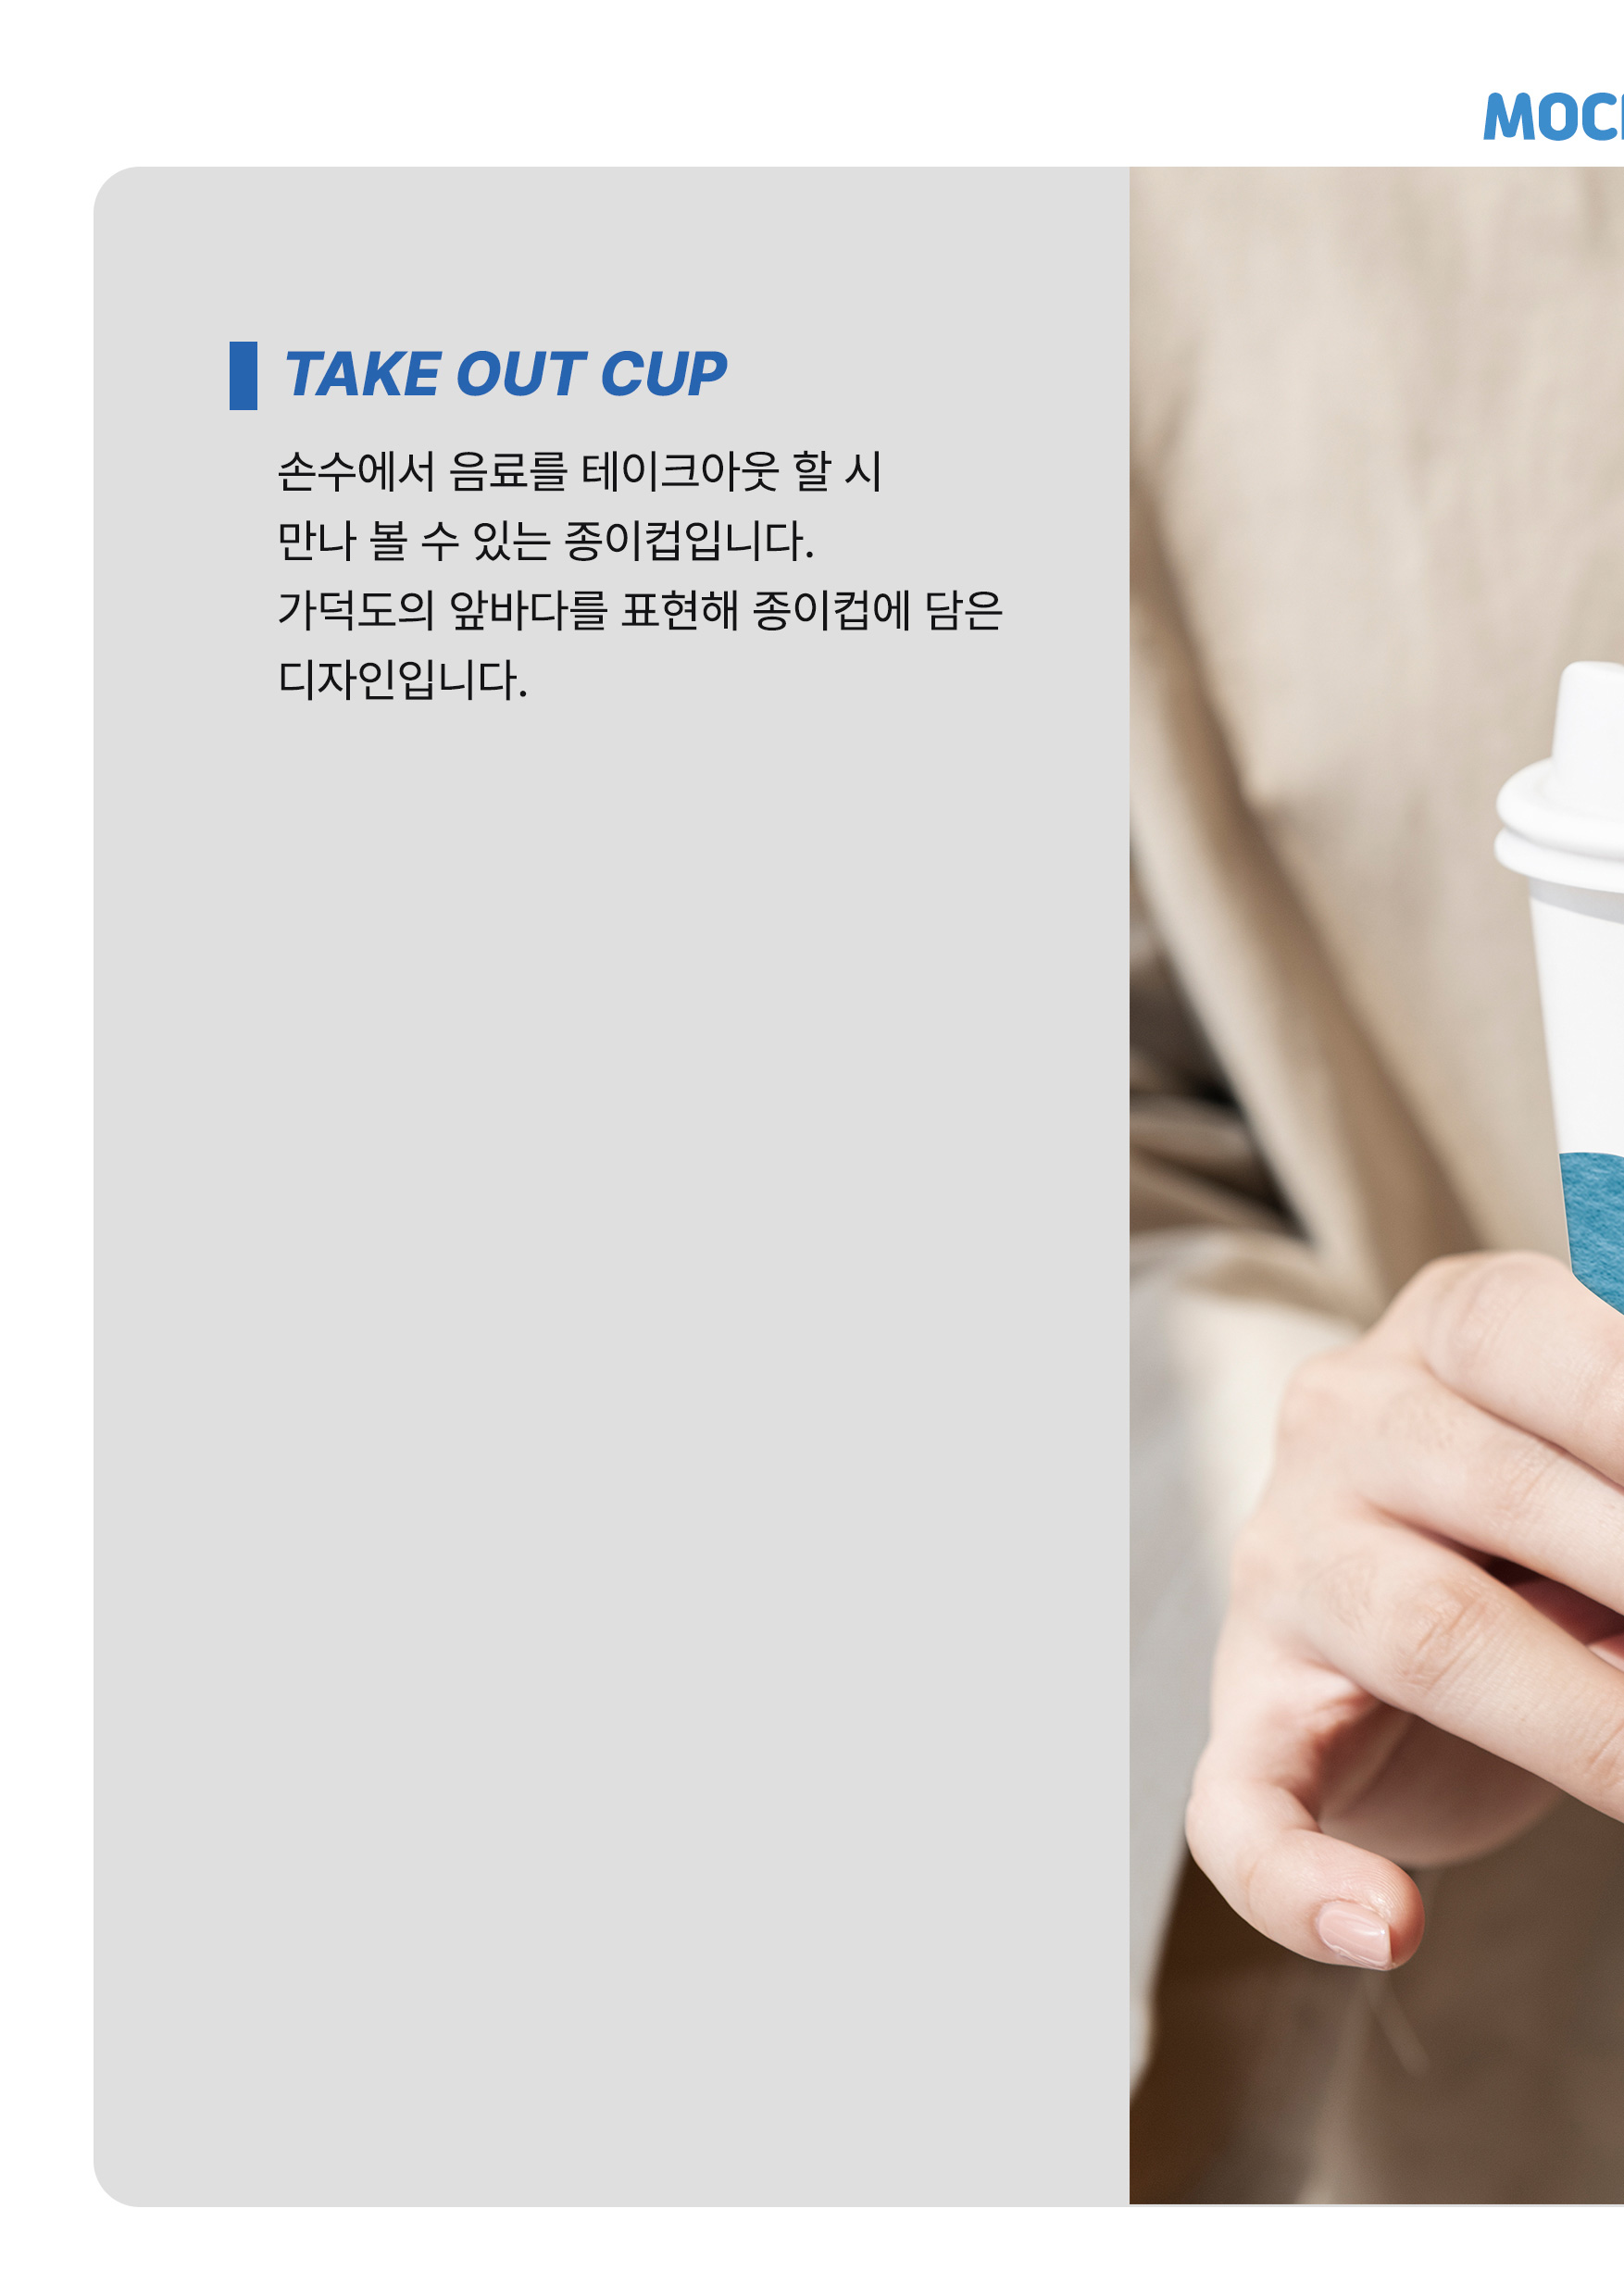 TAKE OUT CUP
손수에서 음료를 테이크아웃 할 시
만나 볼 수 있는 종이컵입니다.
가덕도의 앞바다를 표현해 종이컵에 담은
디자인입니다.